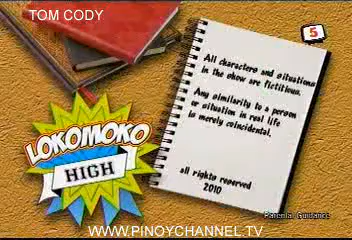 TOM CODY
5
All characters and situations
in the show are fictitious.
Any similarity to a person
or situation in real life
is merely coincidental.
all rights reserved
2010
LOKOMOKO
HIGH
Parental Guidance
WWW.PINOYCHANNEL.TV